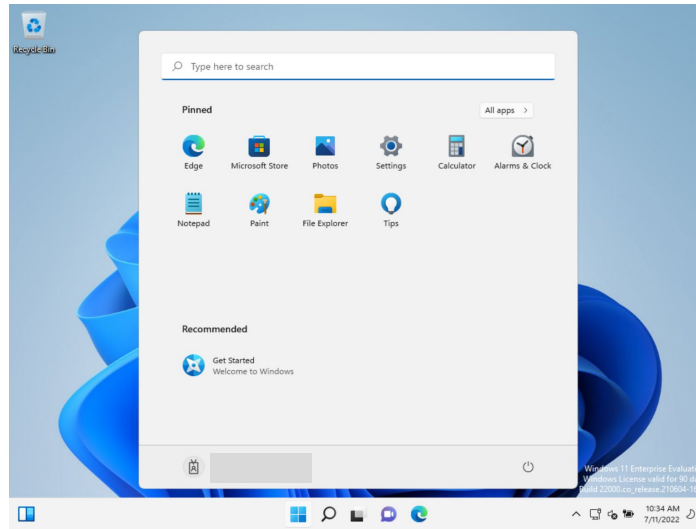 Recycle Bin
Type here to search
Pinned
All apps >
Edge
Microsoft Store
Photos
Settings
Calculator
Alarms & Clock
Notepad
Paint
File Explorer
Tips
Recommended
Get Started
Welcome to Windows
Windows 11 Enterprise Evaluati
Windows License valid for 90 da
Build 22000.co_release.210604-16
10:34 AM
7/11/2022